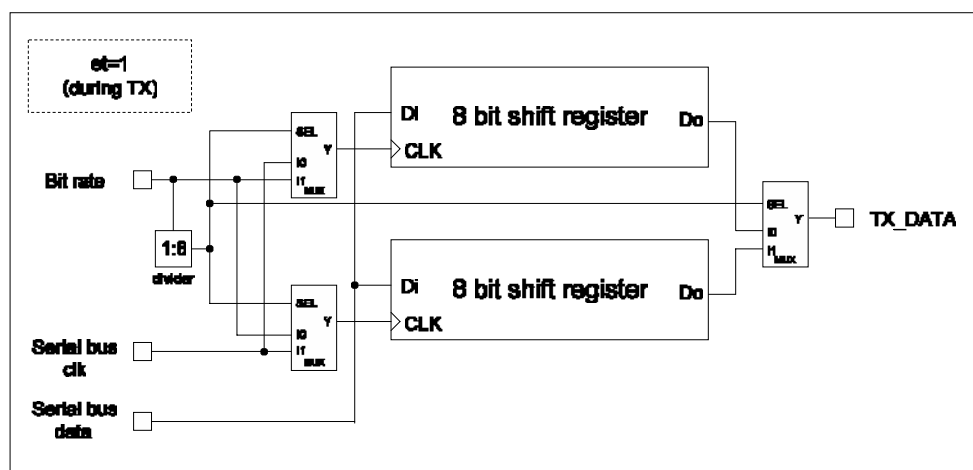 et=1
(during TX)
Di
8 bit shift register
Do
CLK
SEL
I0
I1
Y
MUX
Bit rate
1:8
divider
SEL
I0
I1
Y
MUX
TX_DATA
Di
8 bit shift register
Do
CLK
SEL
I0
I1
Y
MUX
Serial bus
clk
Serial bus
data